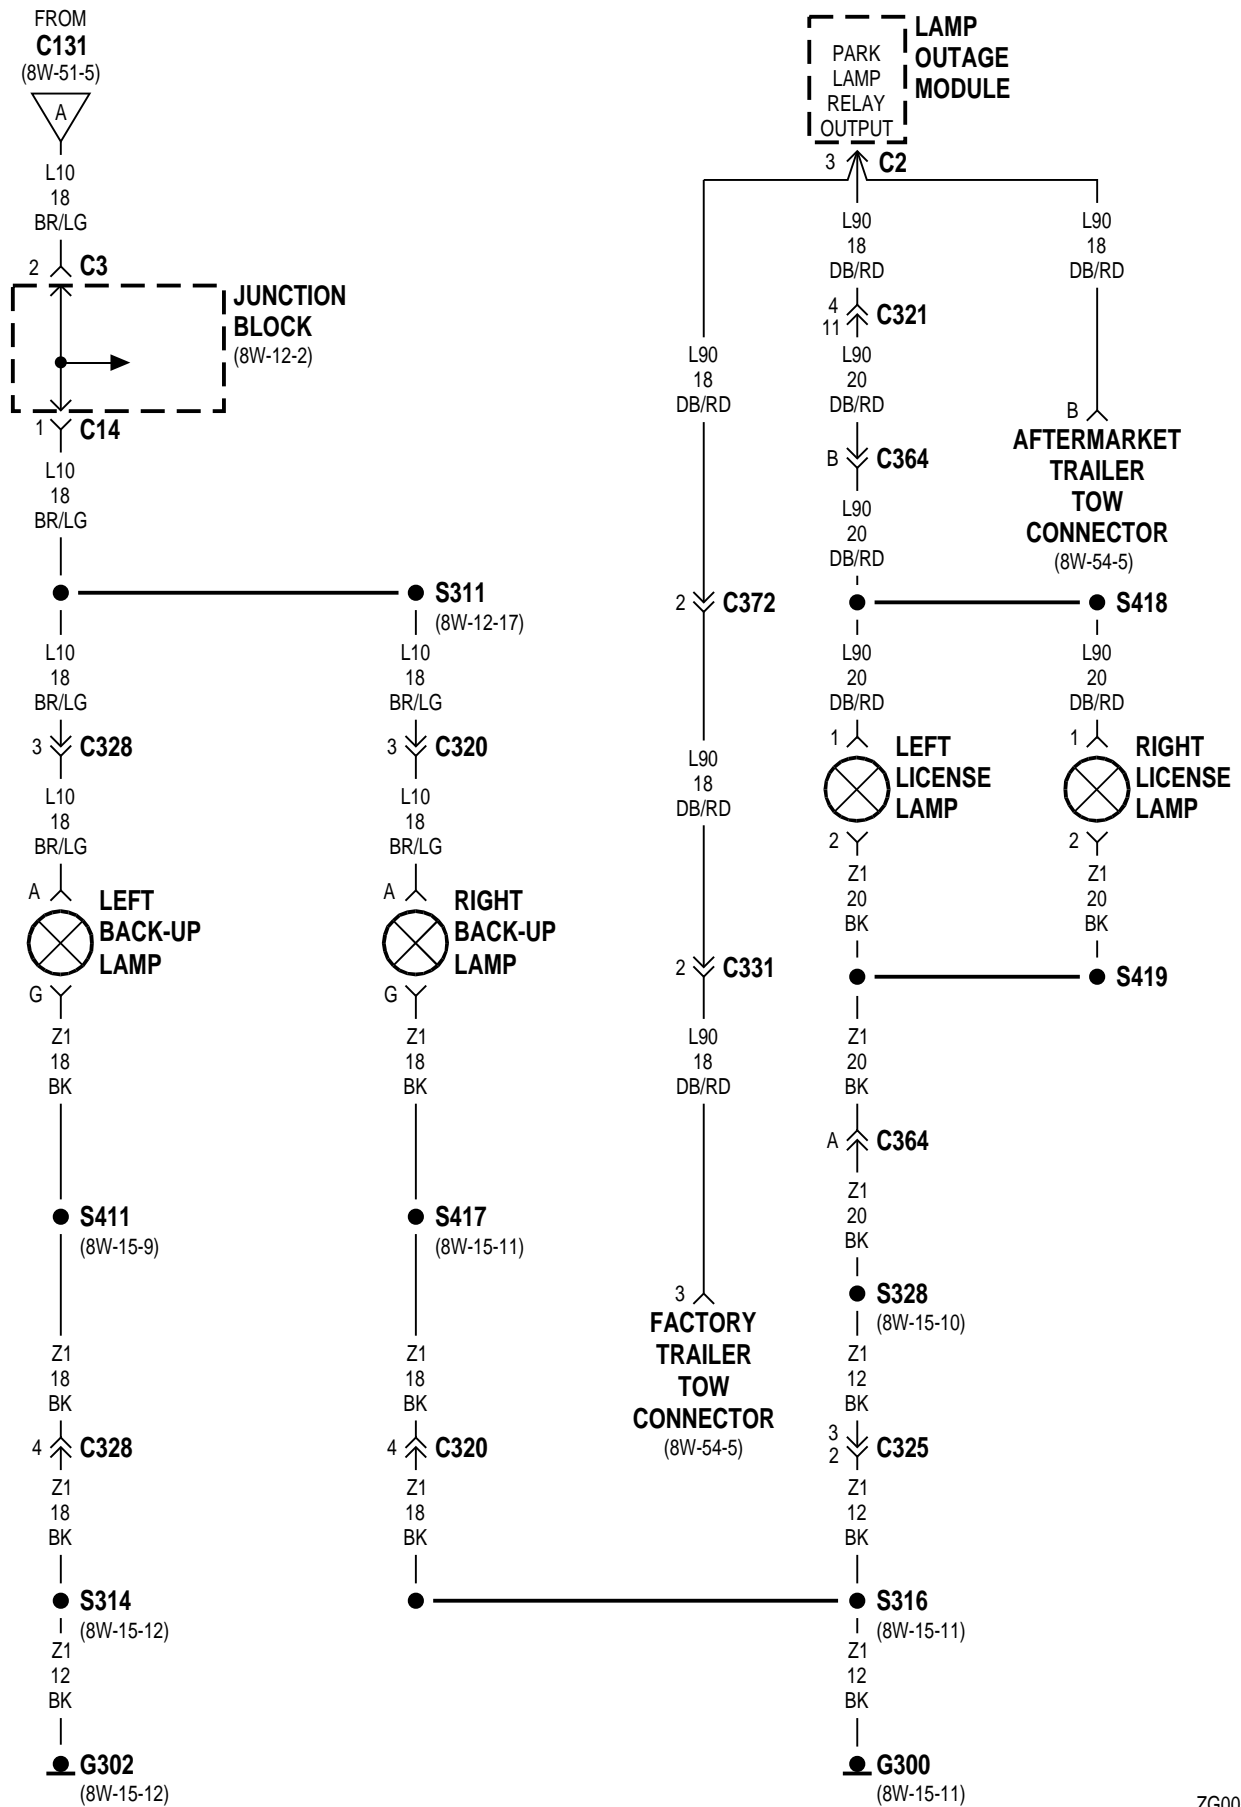 FROM
C131
(8W-51-5)
A
L10
18
BR/LG
2
C3
JUNCTION
BLOCK
(8W-12-2)
1
C14
L10
18
BR/LG
S311
(8W-12-17)
L10
18
BR/LG
3
C328
L10
18
BR/LG
A
LEFT
BACK-UP
LAMP
G
Z1
18
BK
S411
(8W-15-9)
Z1
18
BK
4
C328
Z1
18
BK
S314
(8W-15-12)
Z1
12
BK
G302
(8W-15-12)
L10
18
BR/LG
3
C320
L10
18
BR/LG
A
RIGHT
BACK-UP
LAMP
G
Z1
18
BK
S417
(8W-15-11)
Z1
18
BK
4
C320
Z1
18
BK
PARK
LAMP
RELAY
OUTPUT
LAMP
OUTAGE
MODULE
3
C2
L90
18
DB/RD
2
C372
L90
18
DB/RD
2
C331
L90
18
DB/RD
3
FACTORY
TRAILER
TOW
CONNECTOR
(8W-54-5)
L90
18
DB/RD
4
11
C321
L90
20
DB/RD
B
C364
L90
20
DB/RD
S418
L90
20
DB/RD
1
LEFT
LICENSE
LAMP
2
Z1
20
BK
S419
Z1
20
BK
A
C364
Z1
20
BK
S328
(8W-15-10)
Z1
12
BK
3
2
C325
Z1
12
BK
S316
(8W-15-11)
Z1
12
BK
G300
(8W-15-11)
L90
18
DB/RD
B
AFTERMARKET
TRAILER
TOW
CONNECTOR
(8W-54-5)
L90
20
DB/RD
1
RIGHT
LICENSE
LAMP
2
Z1
20
BK
ZG00